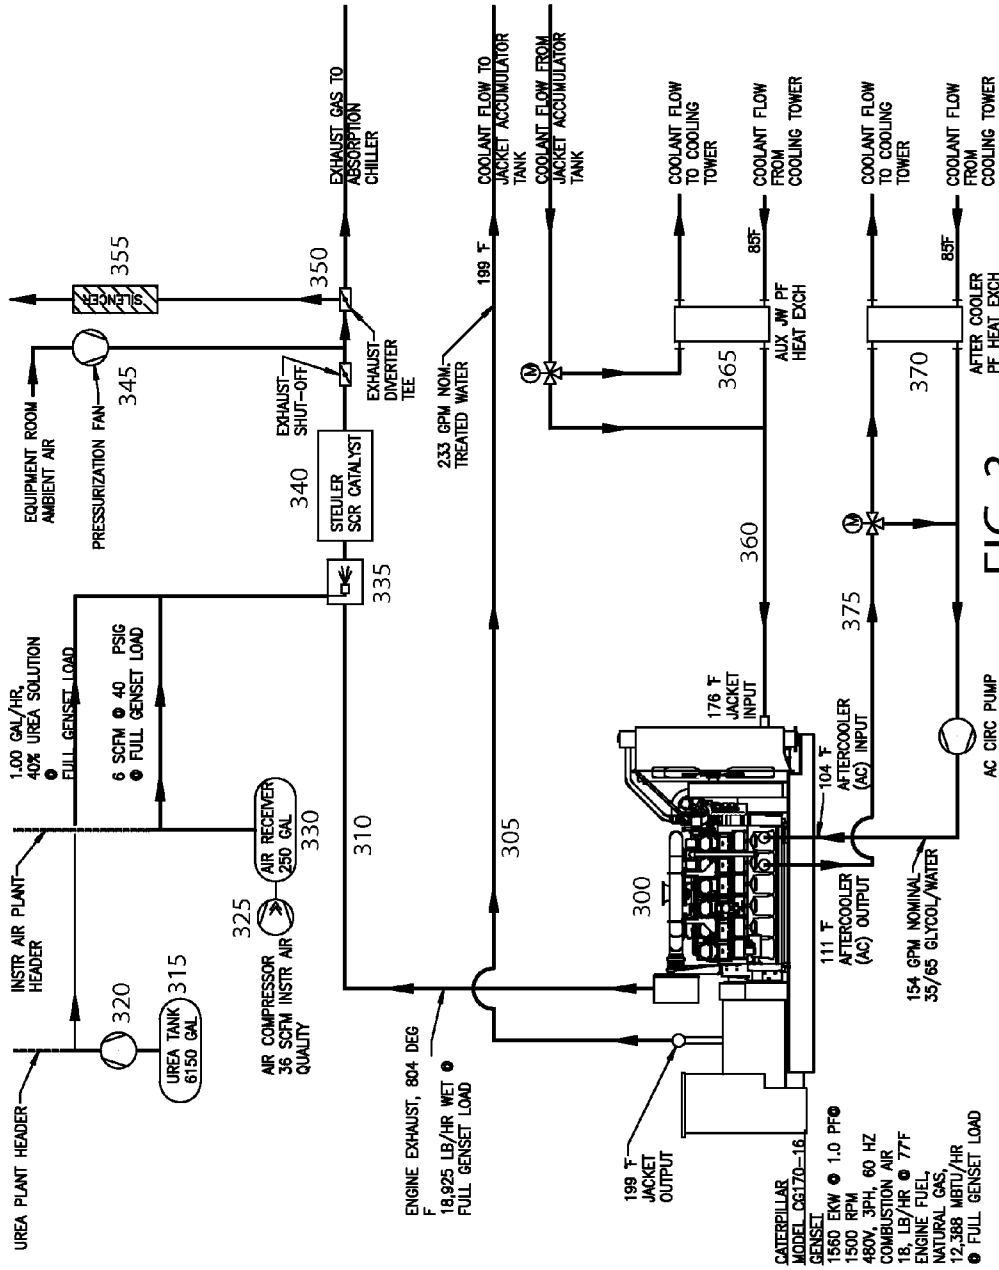 UREA PLANT HEADER
INSTR AIR PLANT
HEADER
1.00 GAL/HR,
40% UREA SOLUTION
@
FULL GENSET LOAD
6 SCFM @ 40 PSIG
@ FULL GENSET LOAD
EQUIPMENT ROOM
AMBIENT AIR
PRESSURIZATION FAN
345
SILENCER
355
320
UREA TANK
6150 GAL
315
AIR COMPRESSOR
36 SCFM INSTR AIR
QUALITY
325
AIR RECEIVER
250 GAL
330
310
335
STEULER
SCR CATALYST
340
EXHAUST
SHUT-OFF
EXHAUST
DIVERTER
TEE
350
EXHAUST GAS TO
ABSORPTION
CHILLER
ENGINE EXHAUST, 804 DEG
F
18,925 LB/HR WET @
FULL GENSET LOAD
305
233 GPM NOM.
TREATED WATER
199 °F
COOLANT FLOW TO
JACKET ACCUMULATOR
TANK
COOLANT FLOW FROM
JACKET ACCUMULATOR
TANK
M
199 °F
JACKET
OUTPUT
300
176 °F
JACKET
INPUT
360
365
AUX JW PF
HEAT EXCH
85F
COOLANT FLOW
TO COOLING
TOWER
COOLANT FLOW
FROM
COOLING TOWER
CATERPILLAR
MODEL CG170-16
GENSET
1560 EKW @ 1.0 PF@
1500 RPM
480V, 3PH, 60 HZ
COMBUSTION AIR
18, LB/HR @ 77F
ENGINE FUEL,
NATURAL GAS,
12,388 MBTU/HR
@ FULL GENSET LOAD
111 °F
AFTERCOOLER
(AC) OUTPUT
104 °F
AFTERCOOLER
(AC) INPUT
154 GPM NOMINAL
35/65 GLYCOL/WATER
375
M
AC CIRC PUMP
370
AFTER COOLER
PF HEAT EXCH
85F
COOLANT FLOW
TO COOLING
TOWER
COOLANT FLOW
FROM
COOLING TOWER
FIG